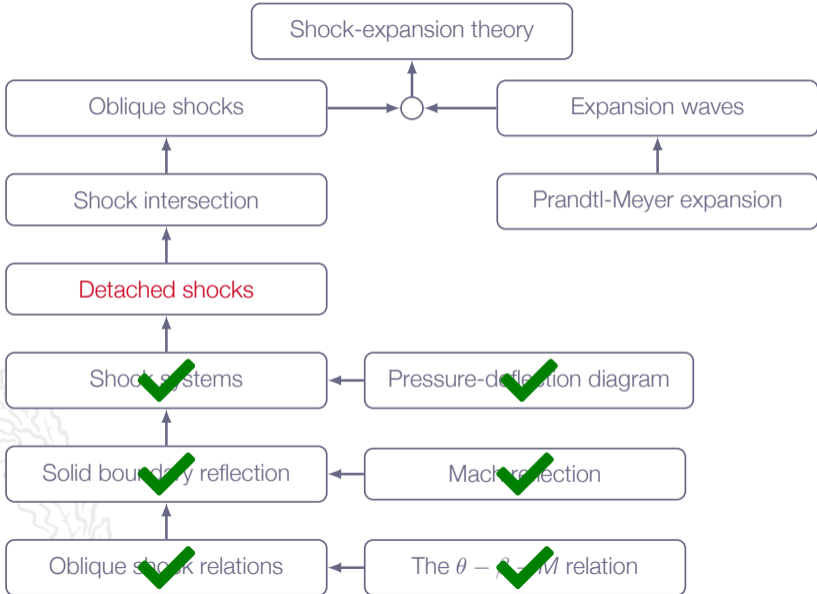 Shock-expansion theory
Oblique shocks
Expansion waves
Shock intersection
Prandtl-Meyer expansion
Detached shocks
Shock systems
Pressure-deflection diagram
Solid boundary reflection
Mach reflection
Oblique shock relations
The θ − β − M relation